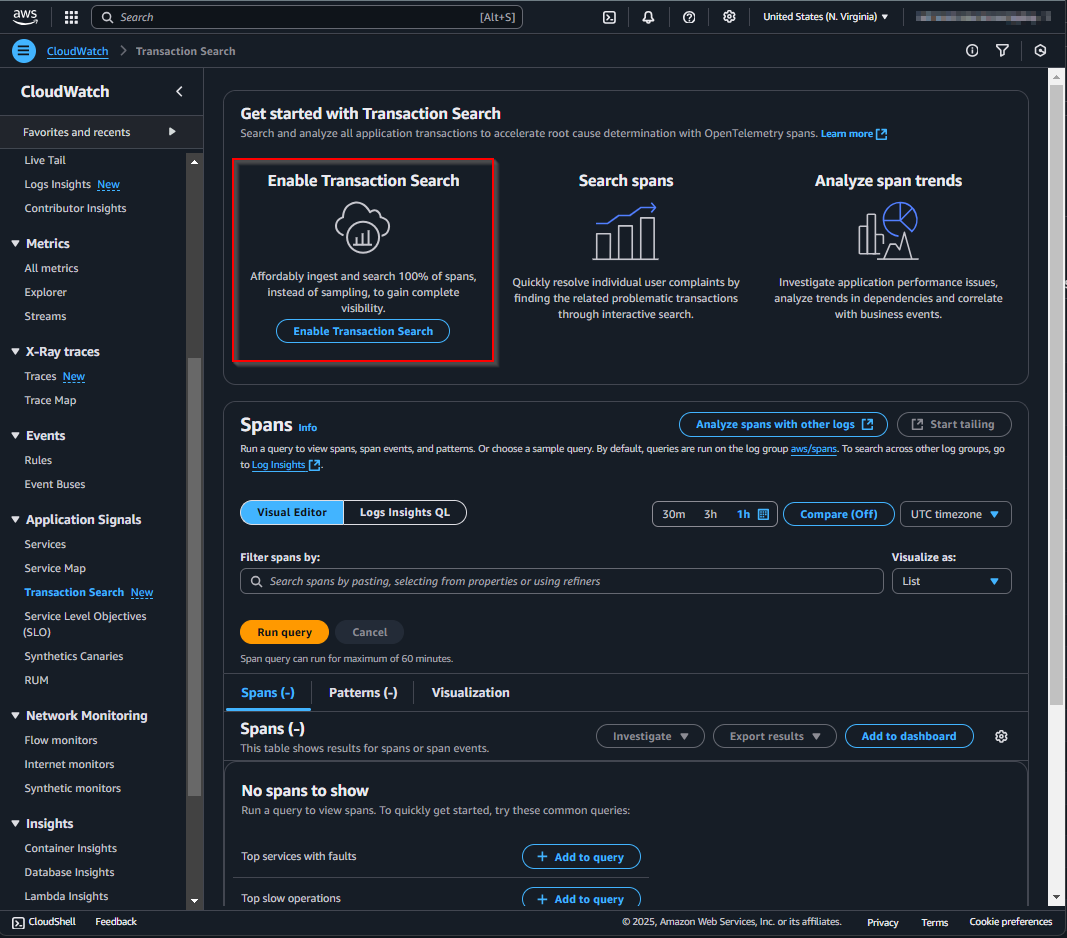 aws
Search [Alt+S]
United States (N. Virginia)
CloudWatch Transaction Search
CloudWatch
Favorites and recents
Live Tail
Logs Insights New
Contributor Insights
Metrics
All metrics
Explorer
Streams
X-Ray traces
Traces New
Trace Map
Events
Rules
Event Buses
Application Signals
Services
Service Map
Transaction Search New
Service Level Objectives
(SLO)
Synthetics Canaries
RUM
Network Monitoring
Flow monitors
Internet monitors
Synthetic monitors
Insights
Container Insights
Database Insights
Lambda Insights
Get started with Transaction Search
Search and analyze all application transactions to accelerate root cause determination with OpenTelemetry spans. Learn more
Enable Transaction Search
Affordably ingest and search 100% of spans,
instead of sampling, to gain complete
visibility.
Enable Transaction Search
Search spans
Quickly resolve individual user complaints by
finding the related problematic transactions
through interactive search.
Analyze span trends
Investigate application performance issues,
analyze trends in dependencies and correlate
with business events.
Spans Info
Analyze spans with other logs
Start tailing
Run a query to view spans, span events, and patterns. Or choose a sample query. By default, queries are run on the log group aws/spans. To search across other log groups, go
to Log Insights.
Visual Editor
Logs Insights QL
30m 3h 1h
Compare (Off)
UTC timezone
Filter spans by:
Search spans by pasting, selecting from properties or using refiners
Visualize as:
List
Run query
Cancel
Span query can run for maximum of 60 minutes.
Spans (-)
Patterns (-)
Visualization
Spans (-)
This table shows results for spans or span events.
Investigate
Export results
Add to dashboard
No spans to show
Run a query to view spans. To quickly get started, try these common queries:
Top services with faults
Add to query
Top slow operations
Add to query
CloudShell
Feedback
© 2025, Amazon Web Services, Inc. or its affiliates.
Privacy
Terms
Cookie preferences